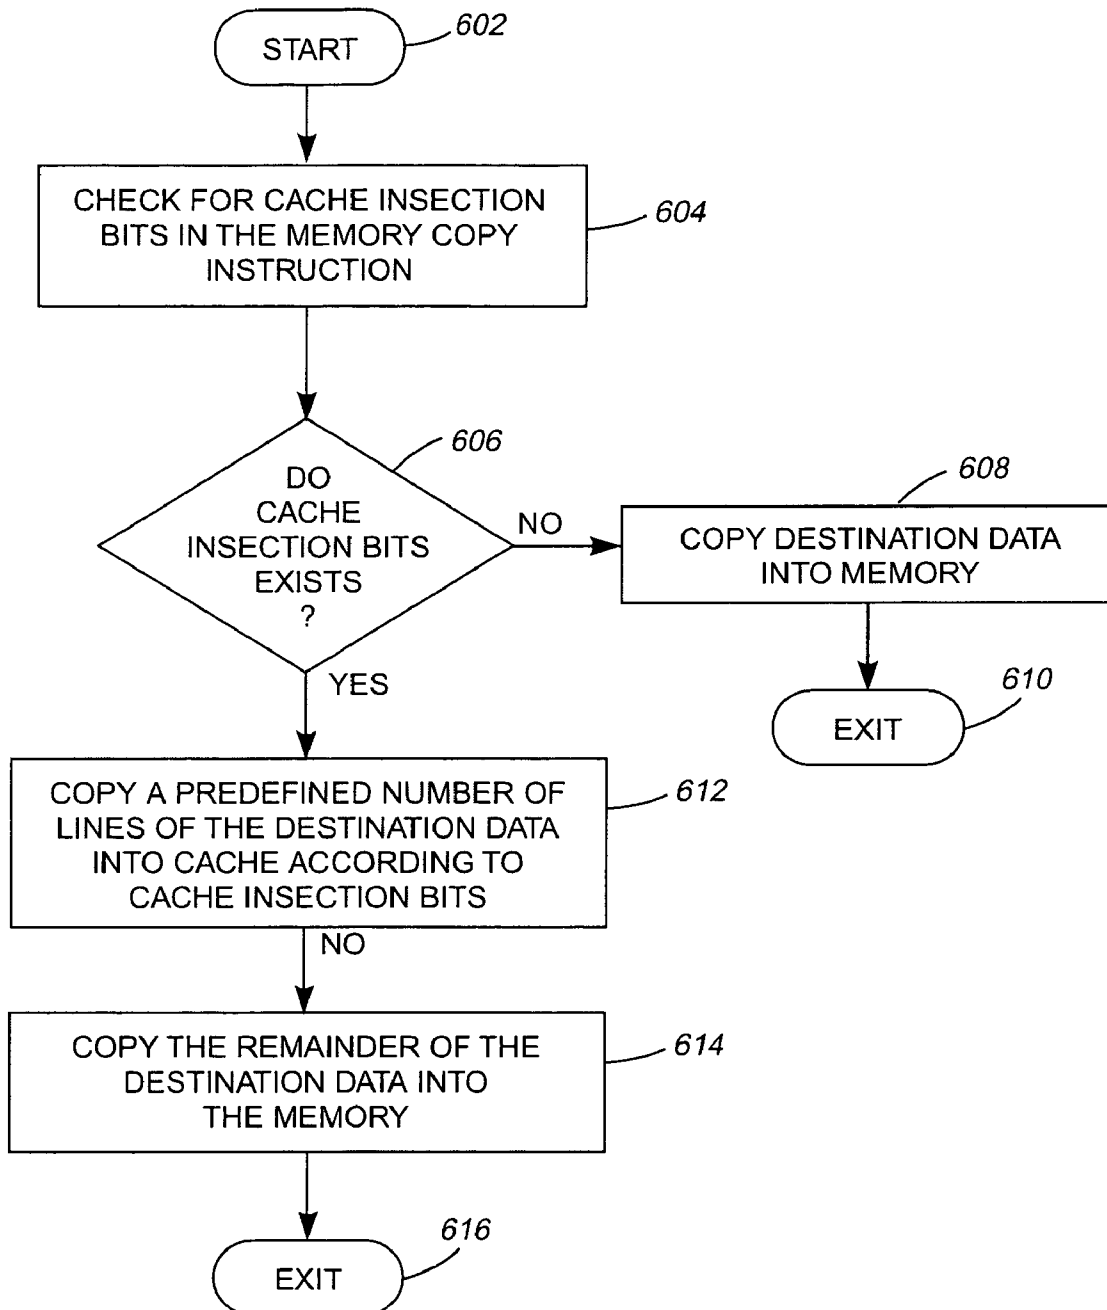 START
602
CHECK FOR CACHE INSECTION
BITS IN THE MEMORY COPY
INSTRUCTION
604
DO
CACHE
INSECTION BITS
EXISTS
?
606
NO
COPY DESTINATION DATA
INTO MEMORY
608
YES
EXIT
610
COPY A PREDEFINED NUMBER OF
LINES OF THE DESTINATION DATA
INTO CACHE ACCORDING TO
CACHE INSECTION BITS
612
NO
COPY THE REMAINDER OF THE
DESTINATION DATA INTO
THE MEMORY
614
EXIT
616